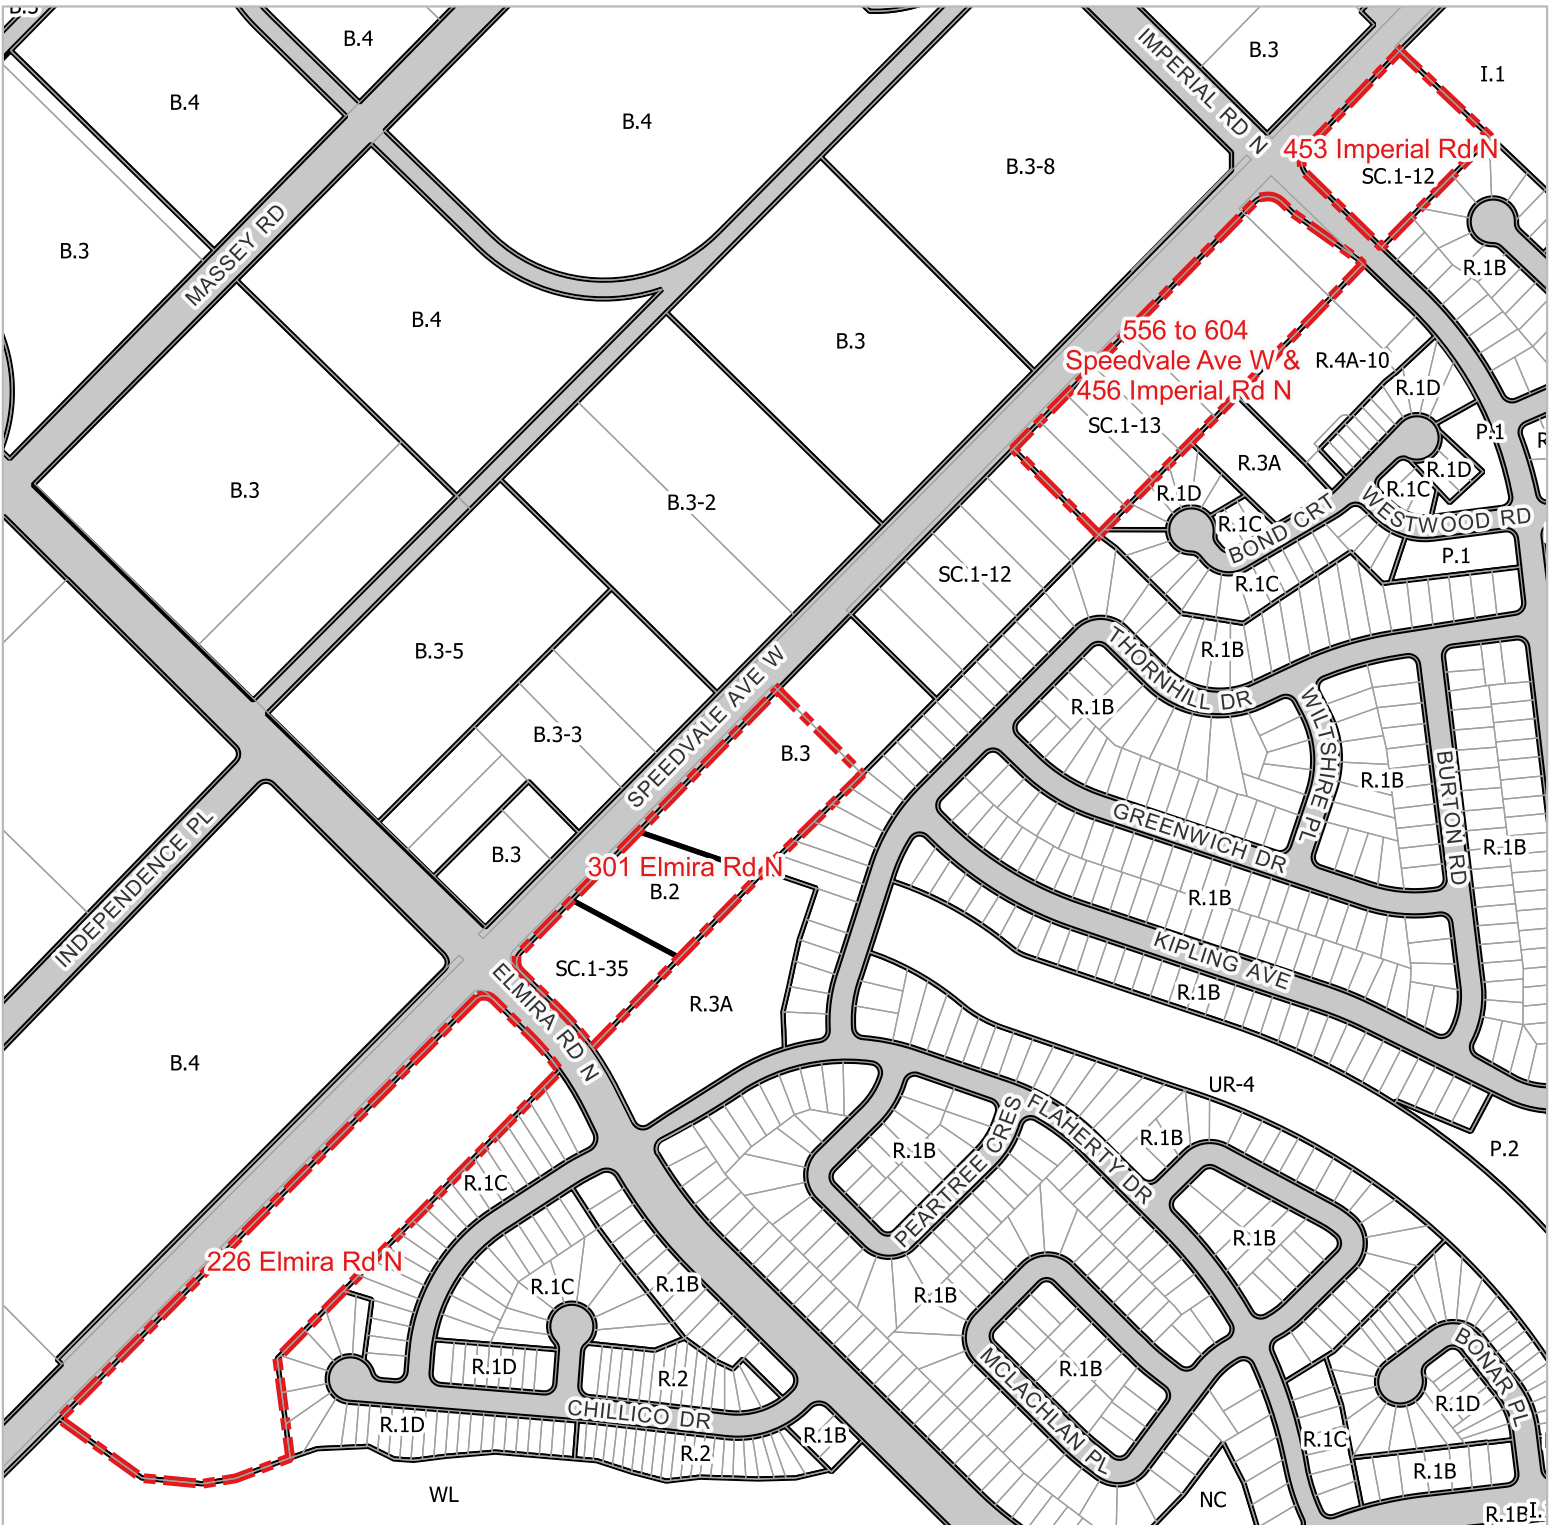 B.3
B.4
B.3
I.1
IMPERIAL RD N
B.4
B.4
453 Imperial Rd N
SC.1-12
B.3-8
B.3
MASSEY RD
R.1B
B.4
B.3
556 to 604
Speedvale Ave W &
456 Imperial Rd N
R.4A-10
R.1D
SC.1-13
P.1
R
B.3
B.3-2
R.3A
R.1D
R.1C
R.1D
R.1C
WESTWOOD RD
BOND CRT
P.1
SC.1-12
R.1C
B.3-5
THORNHILL DR
R.1B
R.1B
WILTSHIRE PL
B.3-3
SPEEDVALE AVE W
B.3
R.1B
BURTON RD
GREENWICH DR
R.1B
INDEPENDENCE PL
B.3
301 Elmira Rd N
B.2
R.1B
KIPLING AVE
SC.1-35
R.1B
ELMIRA RD N
R.3A
B.4
UR-4
FLAHERTY DR
R.1B
P.2
R.1B
PEARTREE CRES
R.1C
226 Elmira Rd N
R.1B
R.1C
R.1B
R.1B
R.1D
R.2
MCLACHLAN PL
R.1B
BONAR PL
R.1D
CHILLICO DR
R.1D
R.1B
R.2
R.1C
R.1B
WL
NC
R.1B
I.